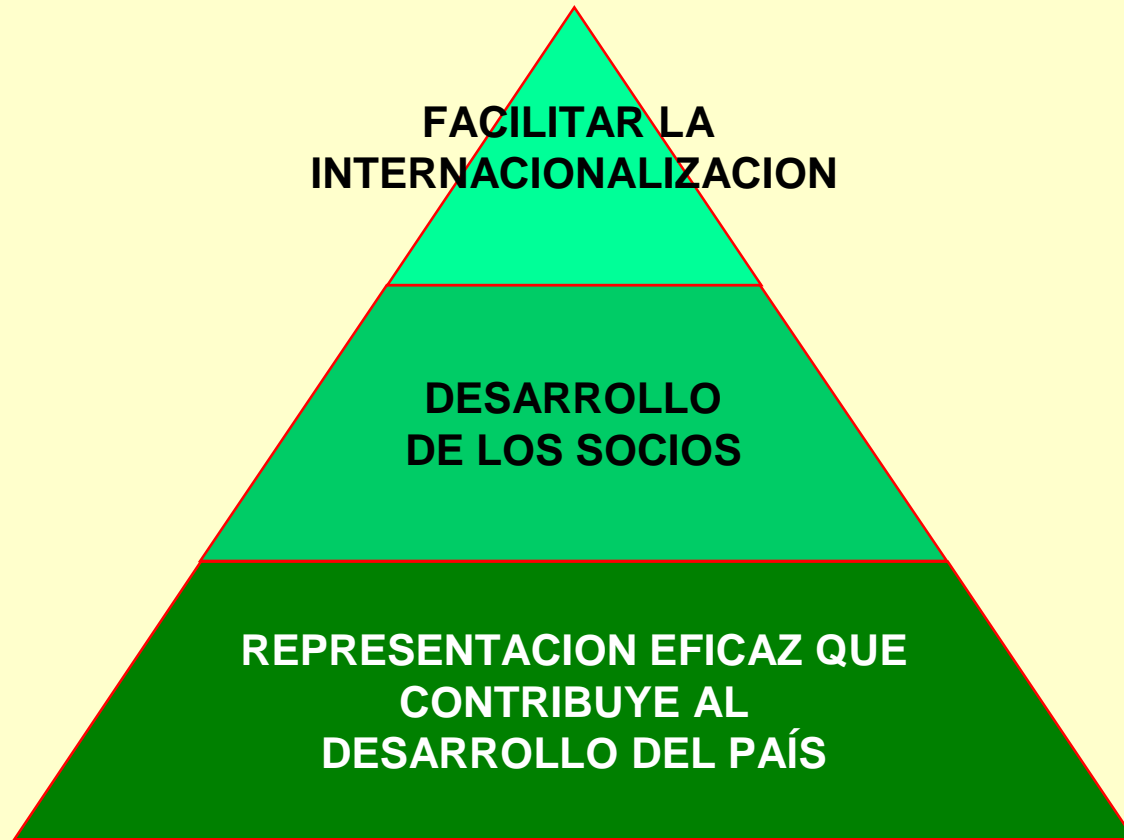 FACILITAR LA
INTERNACIONALIZACION
DESARROLLO
DE LOS SOCIOS
REPRESENTACION EFICAZ QUE
CONTRIBUYE AL
DESARROLLO DEL PAÍS